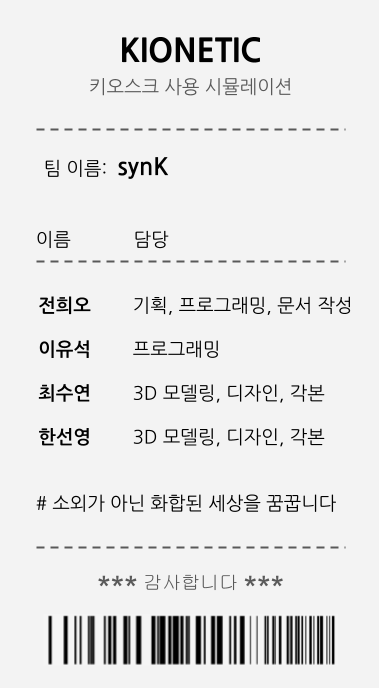 KIONETIC
키오스크 사용 시뮬레이션
팀 이름: synK
이름 담당
전희오 기획, 프로그래밍, 문서 작성
이유석 프로그래밍
최수연 3D 모델링, 디자인, 각본
한선영 3D 모델링, 디자인, 각본
# 소외가 아닌 화합된 세상을 꿈꿉니다
*** 감사합니다 ***